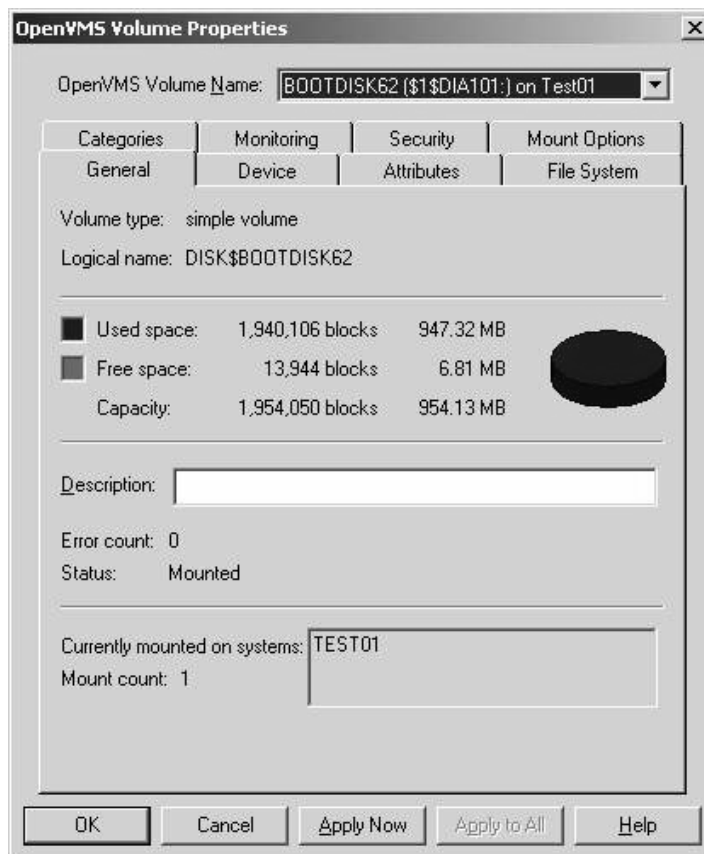 OpenVMS Volume Properties
OpenVMS Volume Name: BOOTDISK62 ($1$DIA101:) on Test01
Categories Monitoring Security Mount Options
General Device Attributes File System
Volume type: simple volume
Logical name: DISK$BOOTDISK62
Used space: 1,940,106 blocks 947.32 MB
Free space: 13,944 blocks 6.81 MB
Capacity: 1,954,050 blocks 954.13 MB
Description:
Error count: 0
Status: Mounted
Currently mounted on systems: TEST01
Mount count: 1
OK Cancel Apply Now Apply to All Help